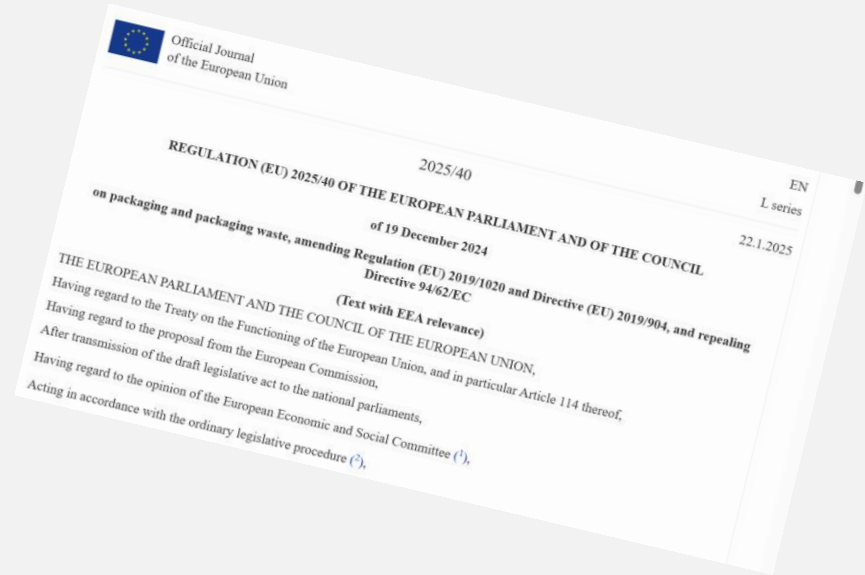 Official Journal
of the European Union
EN
L series
2025/40
22.1.2025
REGULATION (EU) 2025/40 OF THE EUROPEAN PARLIAMENT AND OF THE COUNCIL
of 19 December 2024
on packaging and packaging waste, amending Regulation (EU) 2019/1020 and Directive (EU) 2019/904, and repealing
Directive 94/62/EC
(Text with EEA relevance)
THE EUROPEAN PARLIAMENT AND THE COUNCIL OF THE EUROPEAN UNION,
Having regard to the Treaty on the Functioning of the European Union, and in particular Article 114 thereof,
Having regard to the proposal from the European Commission,
After transmission of the draft legislative act to the national parliaments,
Having regard to the opinion of the European Economic and Social Committee (1),
Acting in accordance with the ordinary legislative procedure (2),